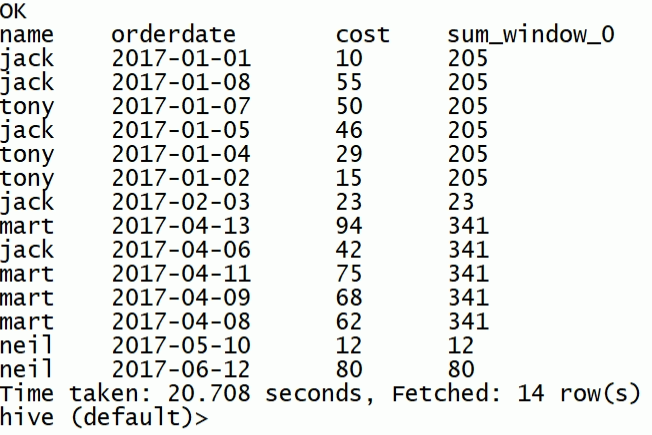 OK
name orderdate cost sum_window_0
jack 2017-01-01 10 205
jack 2017-01-08 55 205
tony 2017-01-07 50 205
jack 2017-01-05 46 205
tony 2017-01-04 29 205
tony 2017-01-02 15 205
jack 2017-02-03 23 23
mart 2017-04-13 94 341
jack 2017-04-06 42 341
mart 2017-04-11 75 341
mart 2017-04-09 68 341
mart 2017-04-08 62 341
neil 2017-05-10 12 12
neil 2017-06-12 80 80
Time taken: 20.708 seconds, Fetched: 14 row(s)
hive (default)>